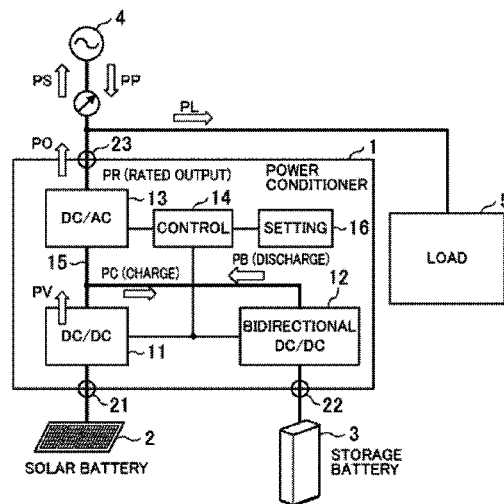 4
PS
PP
PL
PO
23
1
PR (RATED OUTPUT)
POWER
CONDITIONER
13
14
5
DC/AC
CONTROL
SETTING
16
LOAD
15
PC (CHARGE)
PB (DISCHARGE)
12
PV
DC/DC
BIDIRECTIONAL
DC/DC
11
21
22
2
3
SOLAR BATTERY
STORAGE
BATTERY